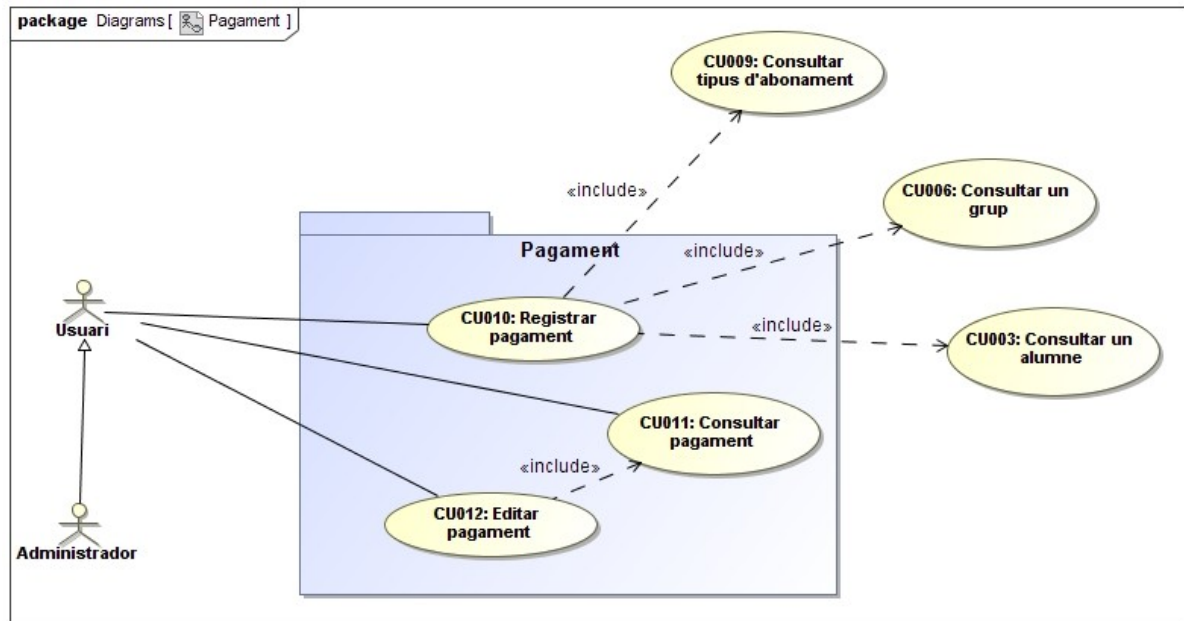 package Diagrams [ Pagament ]
CU009: Consultar
tipus d'abonament
«include»
CU006: Consultar un
grup
Pagament
«include»
Usuari
CU010: Registrar
pagament
«include»
CU003: Consultar un
alumne
CU011: Consultar
pagament
«include»
CU012: Editar
pagament
Administrador